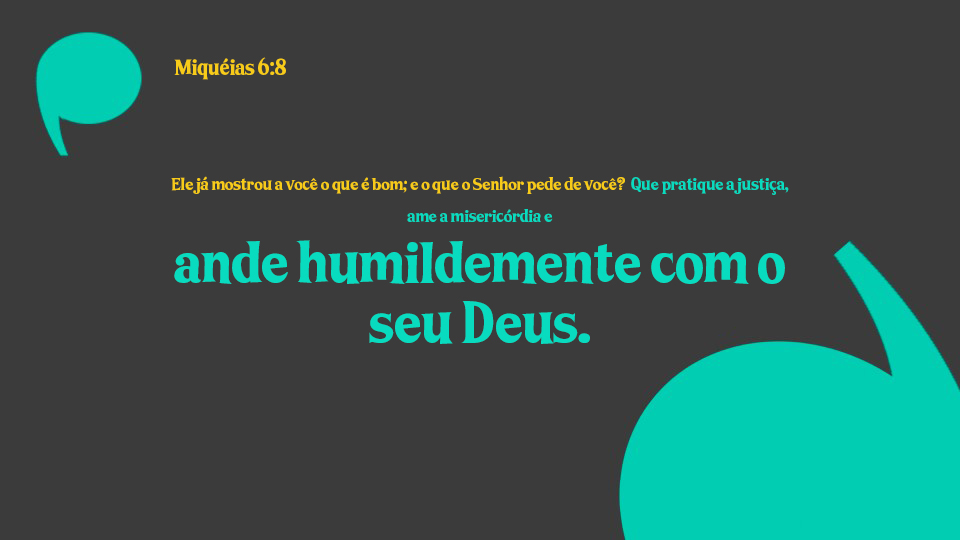 Miquéias 6:8
Ele já mostrou a você o que é bom; e o que o Senhor pede de você? Que pratique a justiça,
ame a misericórdia e
ande humildemente com o
seu Deus.